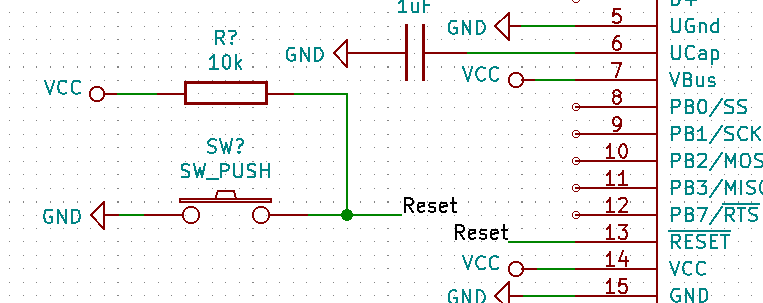 D+
1uF
GND
5
UGnd
R?
10k
GND
6
UCap
VCC
7
VBus
VCC
8
PB0/SS
9
PB1/SCK
SW?
SW_PUSH
10
PB2/MOS
11
PB3/MISO
12
PB7/RTS
GND
Reset
Reset
13
RESET
VCC
14
VCC
GND
15
GND